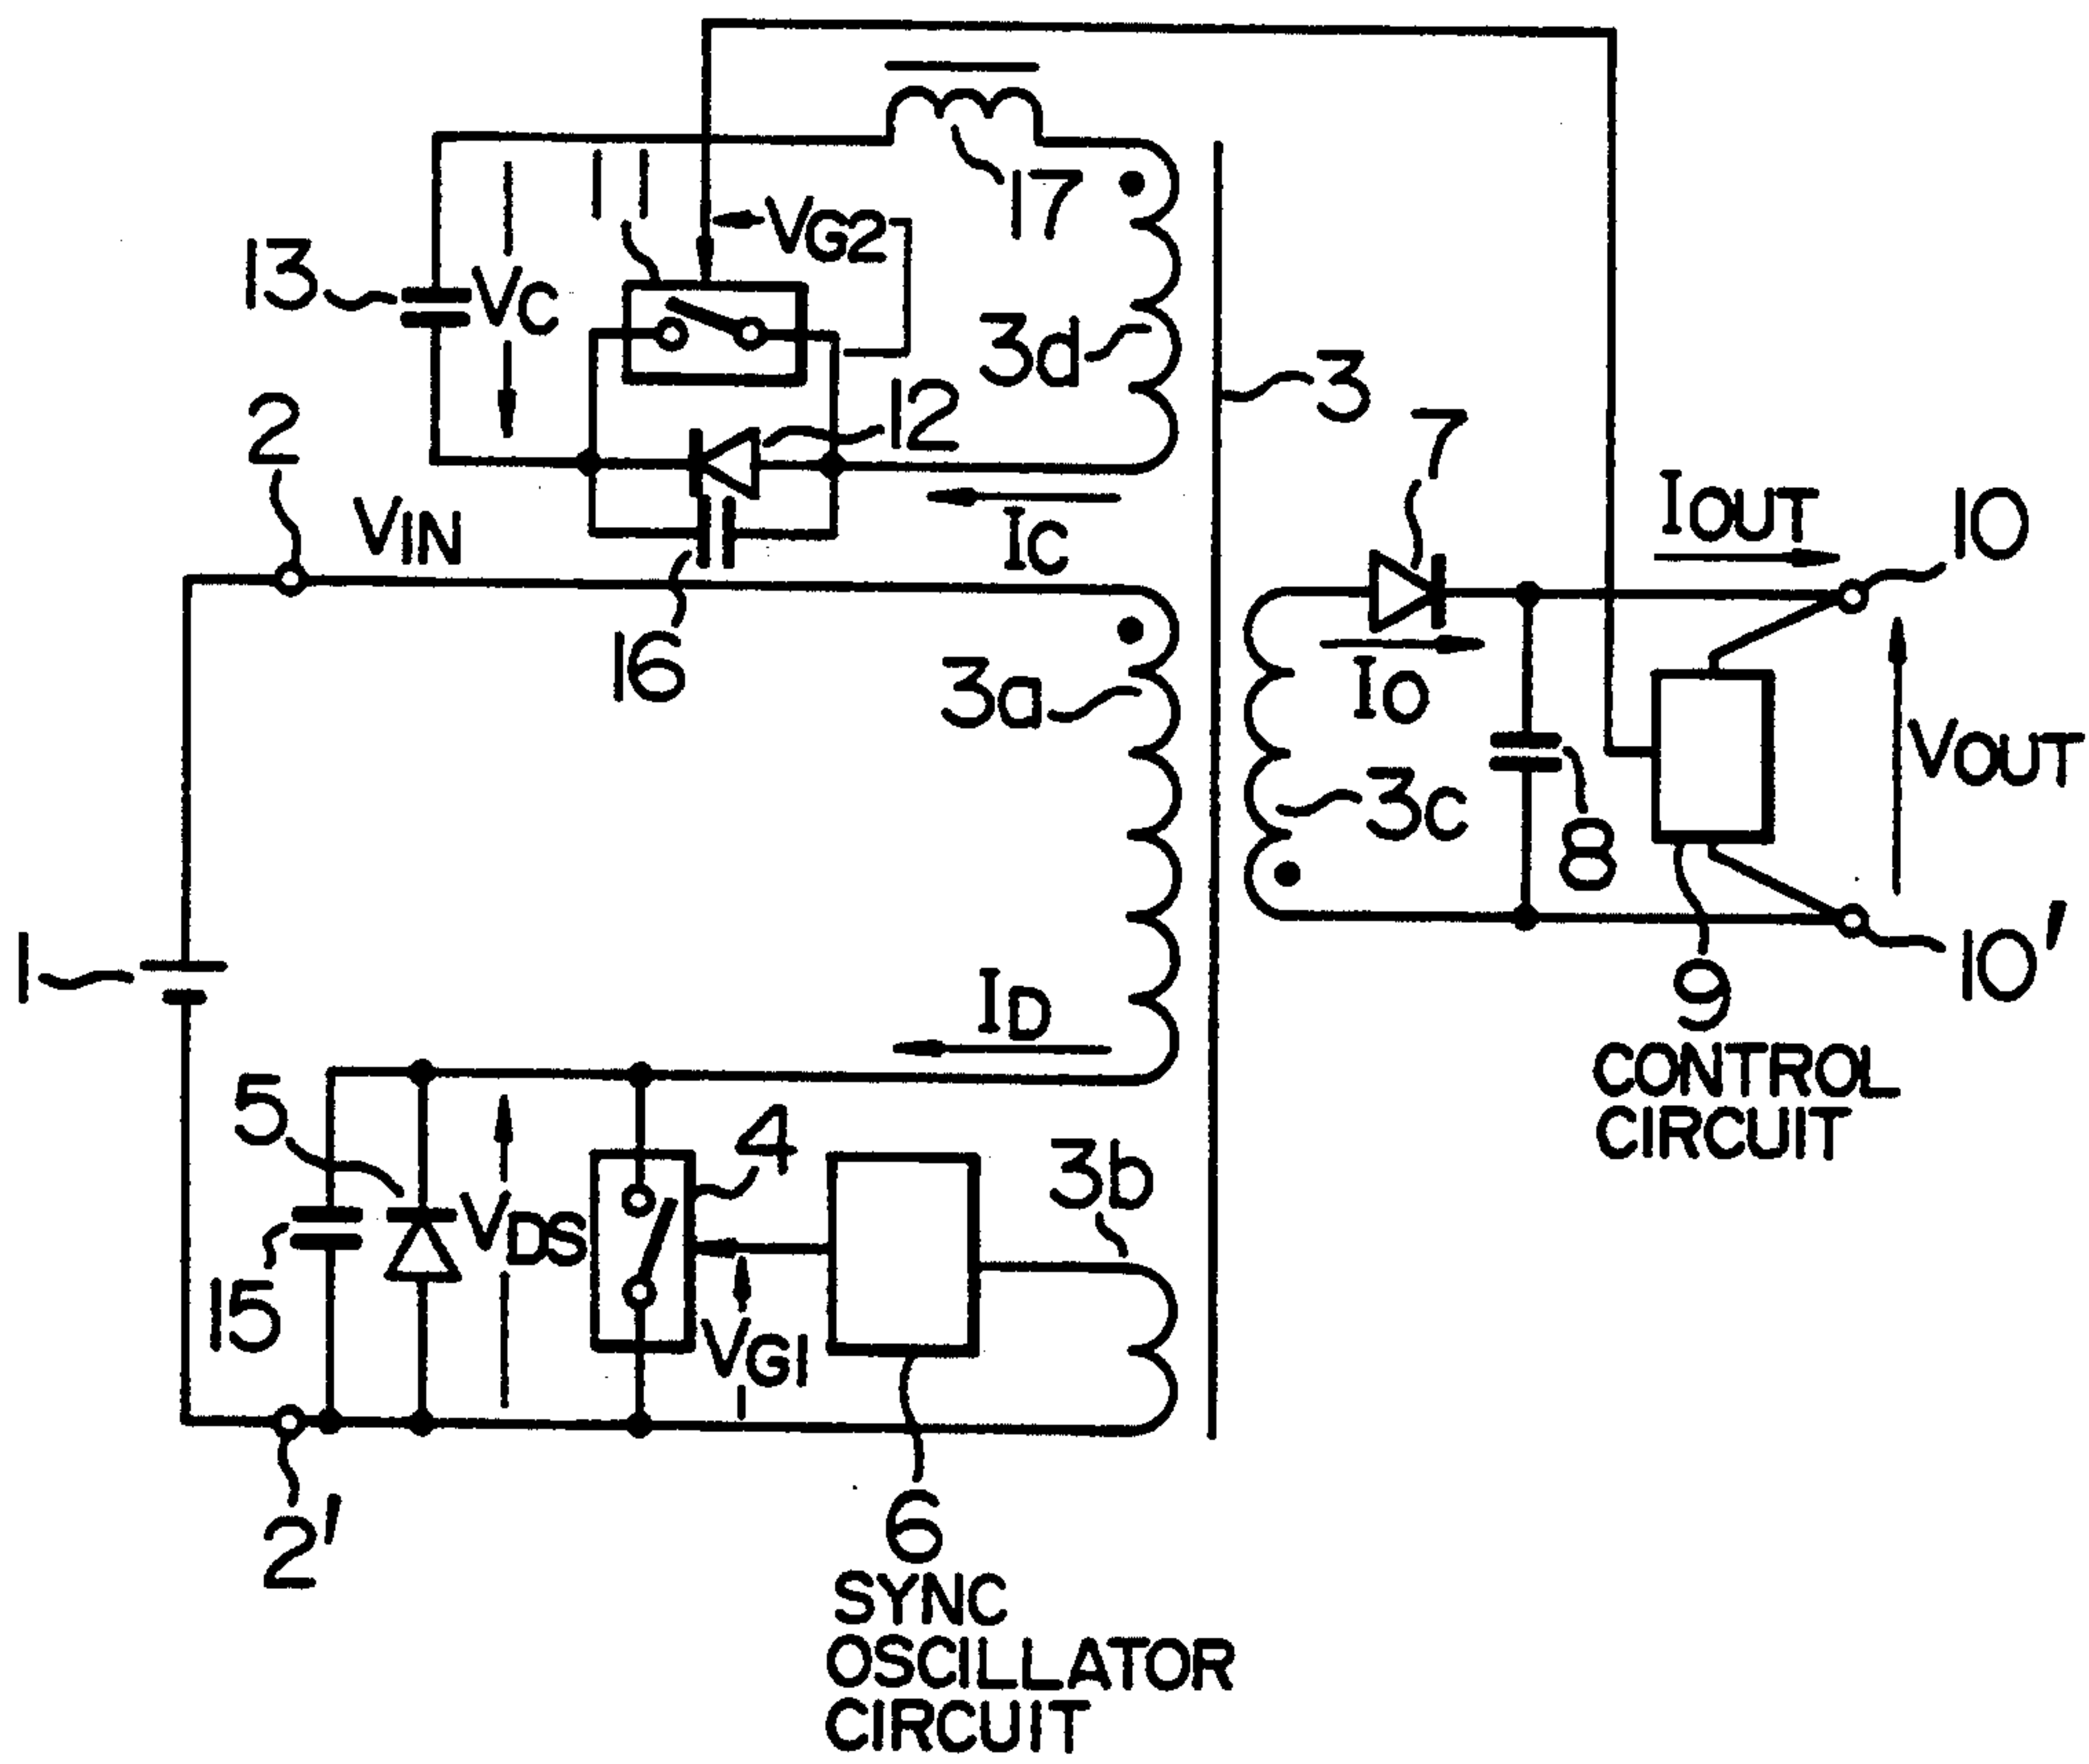 17
11
VG2
13
VC
3d
3
12
7
2
VIN
IC
IOUT
10
16
3a
IO
VOUT
3c
8
1
ID
9
10'
CONTROL
CIRCUIT
5
4
3b
VDS
15
VG1
2'
6
SYNC
OSCILLATOR
CIRCUIT